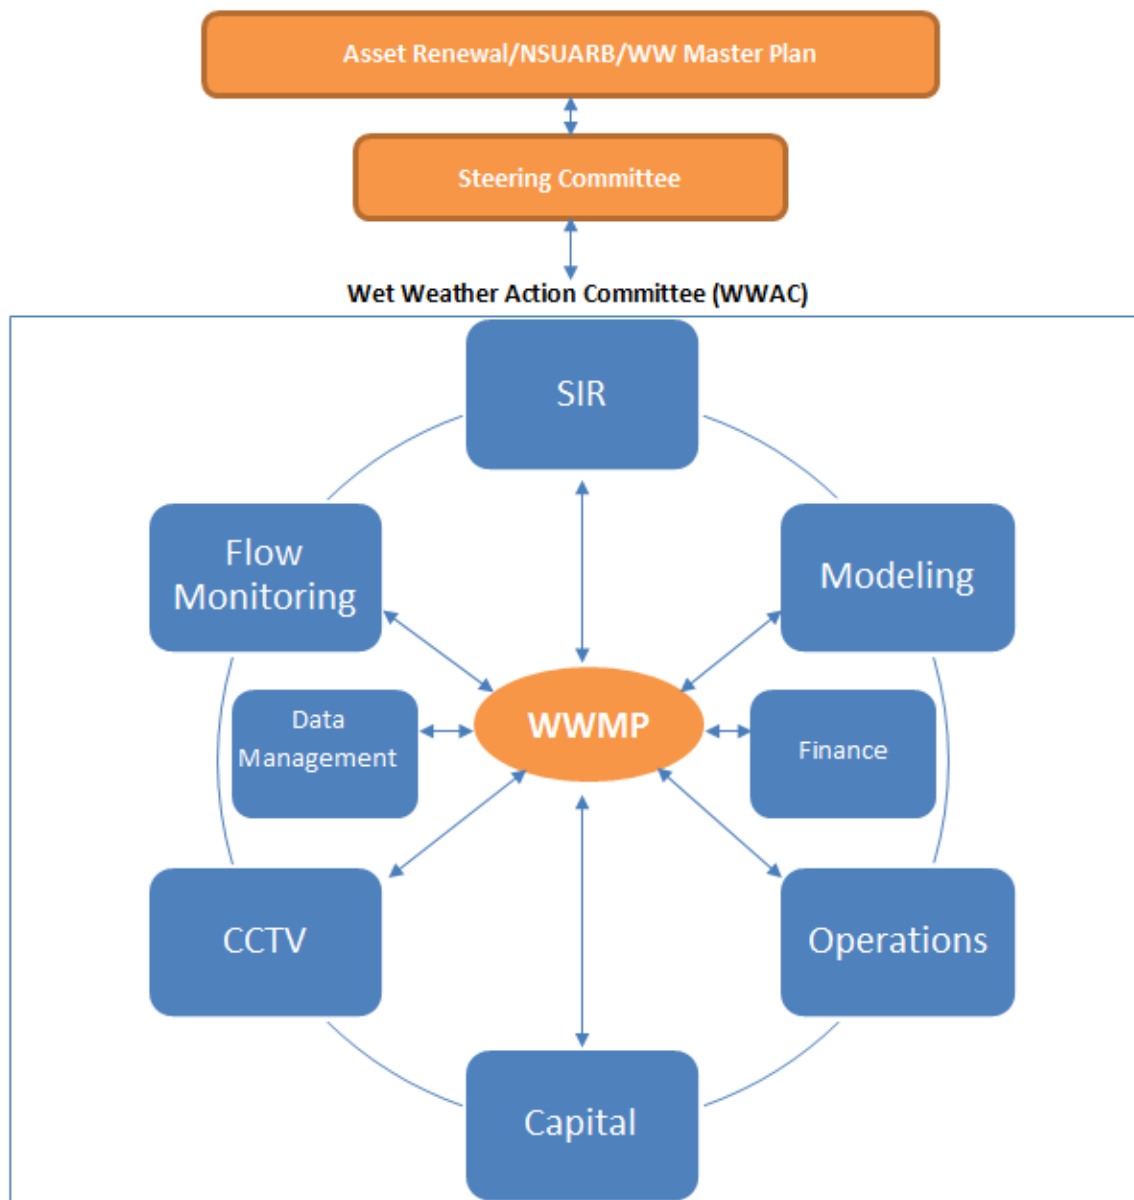 Asset Renewal/NSUARB/WW Master Plan
Steering Committee
Wet Weather Action Committee (WWAC)
SIR
Flow
Monitoring
Modeling
Data
Management
WWMP
Finance
CCTV
Operations
Capital